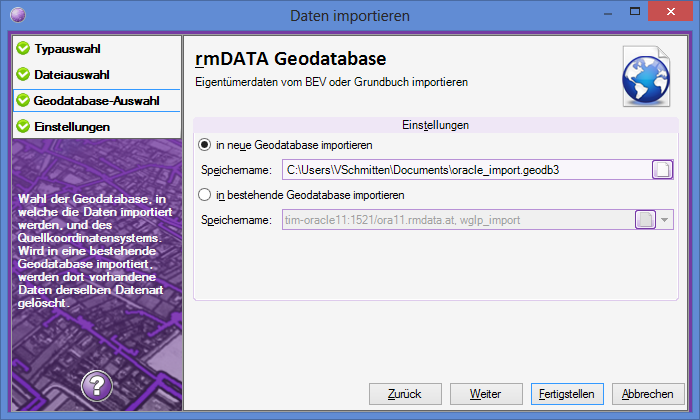 Daten importieren
Typauswahl
Dateiauswahl
Geodatabase-Auswahl
Einstellungen
Wahl der Geodatabase, in
welche die Daten importiert
werden, und des
Quellkoordinatensystems.
Wird in eine bestehende
Geodatabase importiert,
werden dort vorhandene
Daten derselben Datenart
gelöscht.
?
rmDATA Geodatabase
Eigentümerdaten vom BEV oder Grundbuch importieren
Einstellungen
in neue Geodatabase importieren
Speichername: C:\Users\VSchmitten\Documents\oracle_import.geodb3
in bestehende Geodatabase importieren
Speichername: tim-oracle11:1521/ora11.rmdata.at, wglp_import
Zurück Weiter Fertigstellen Abbrechen